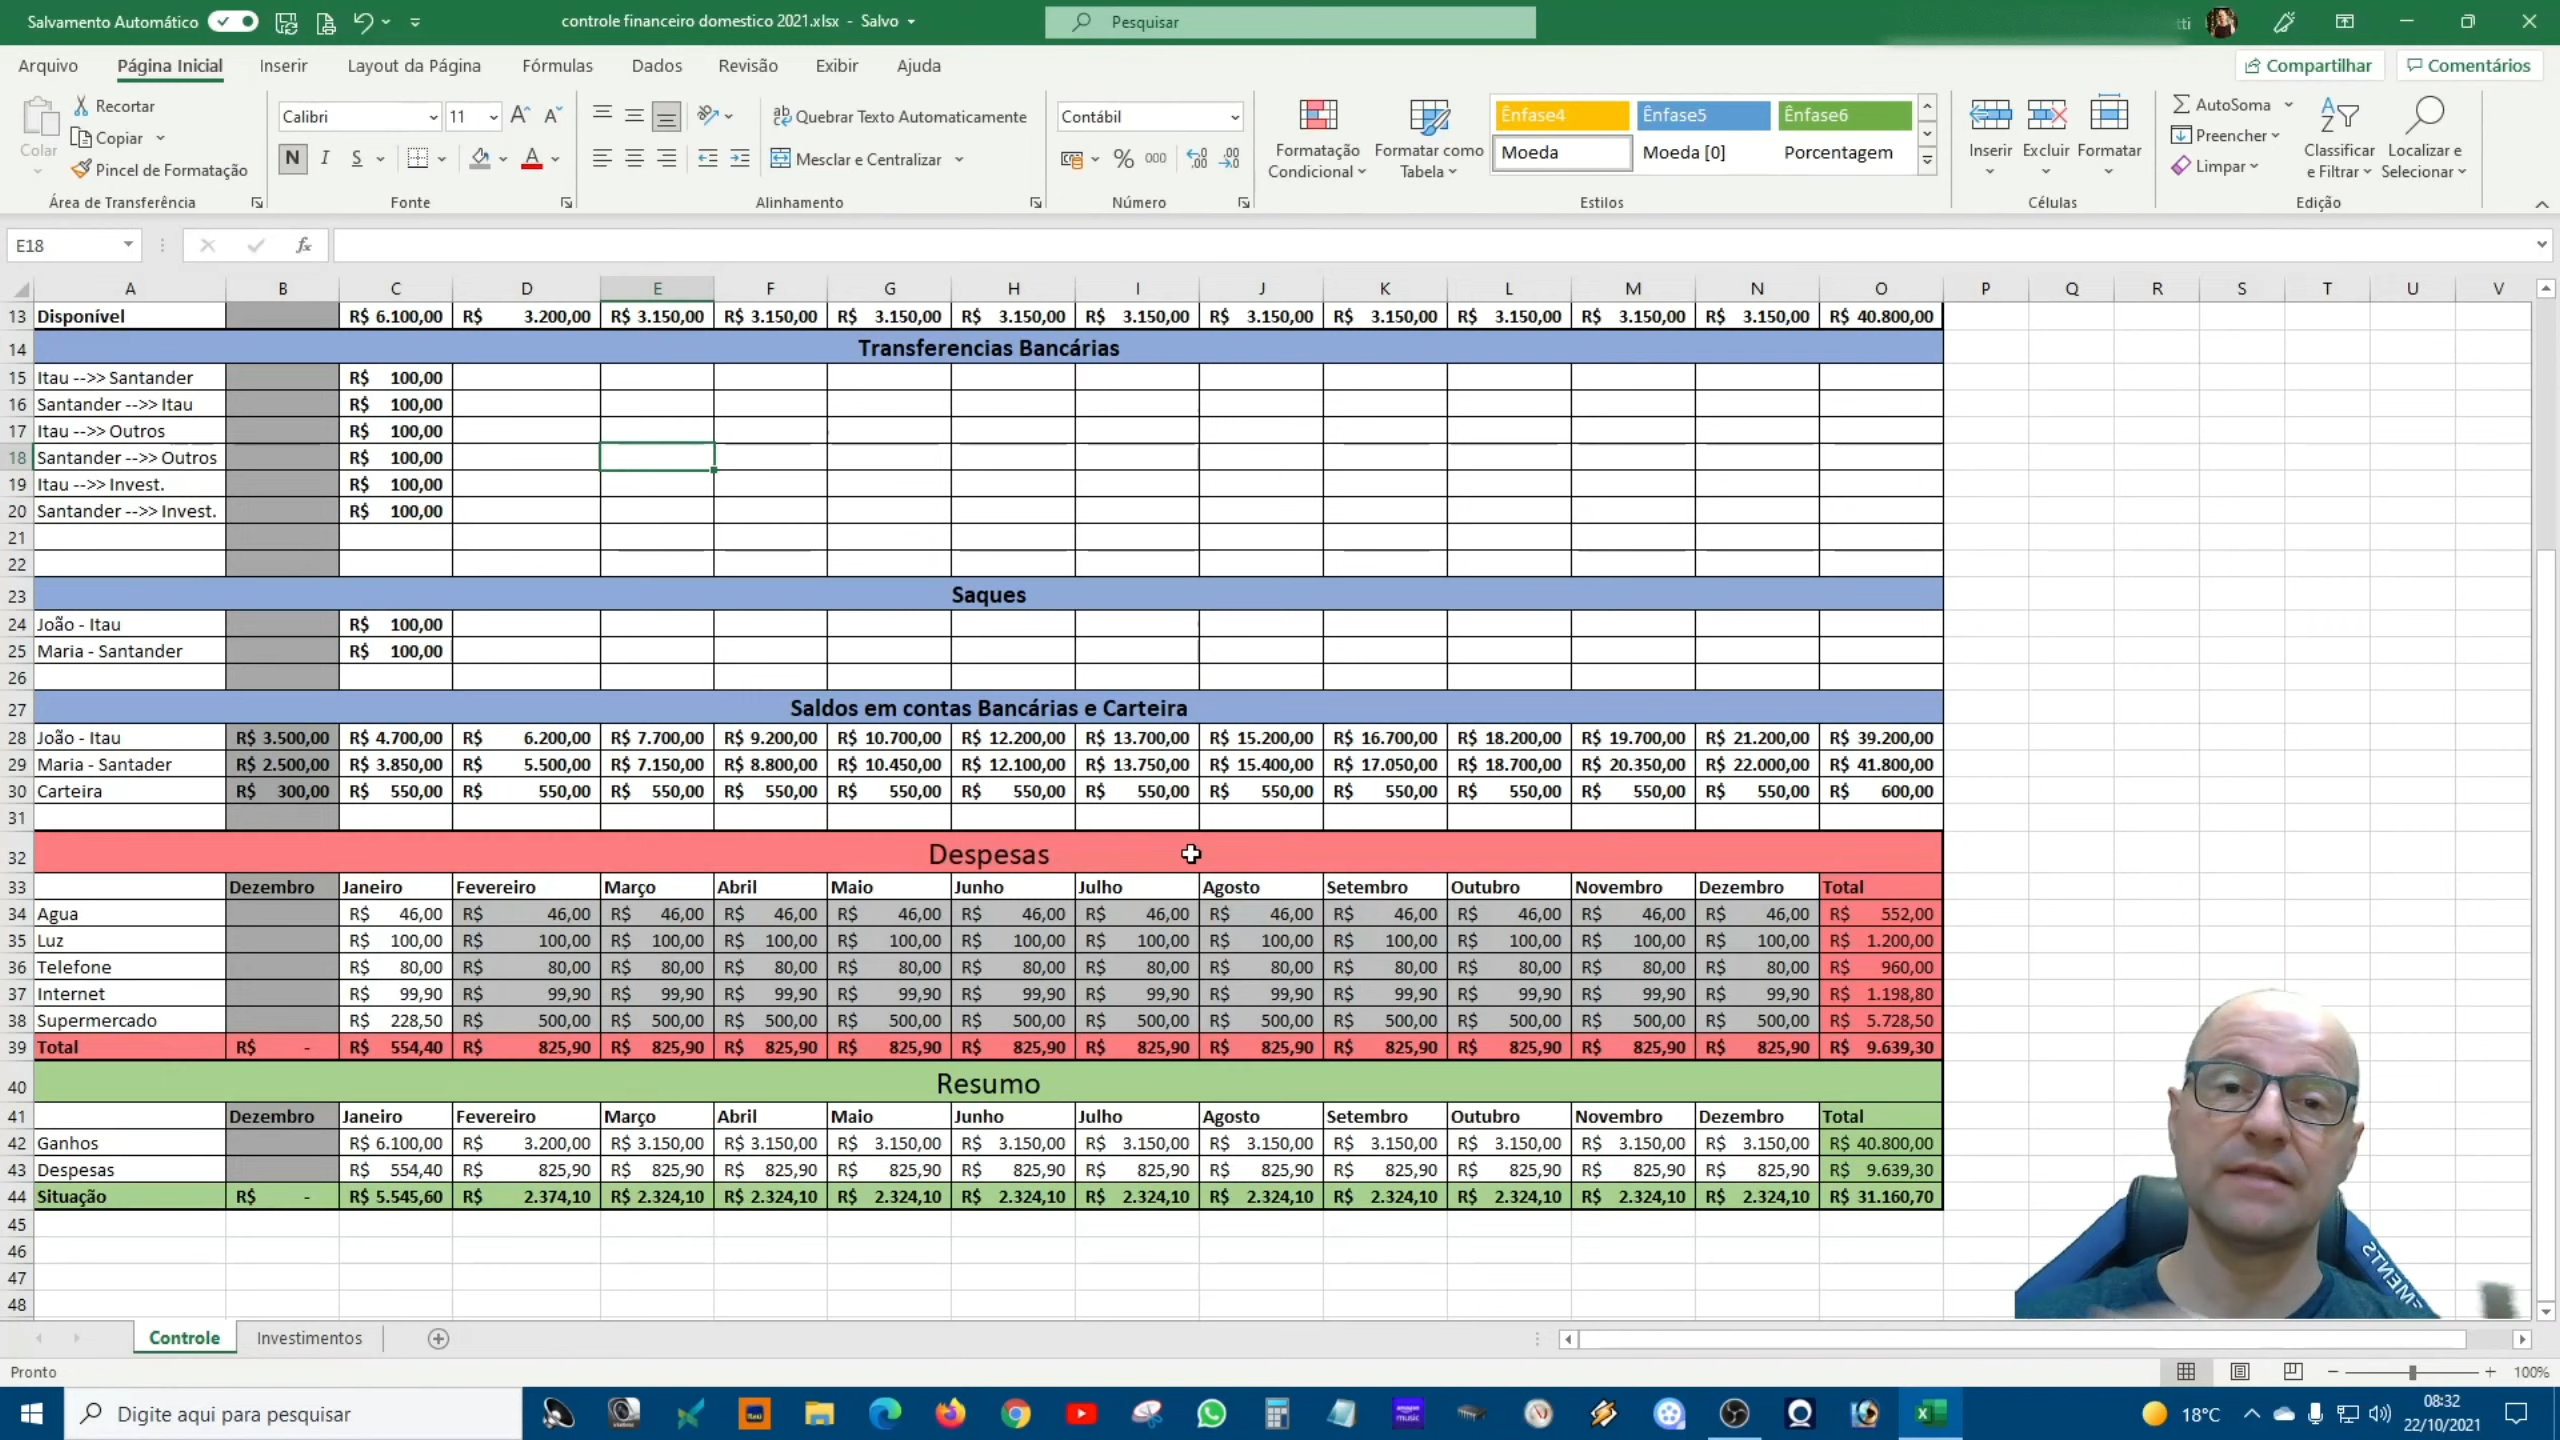 Salvamento Automático
controle financeiro domestico 2021.xlsx - Salvo
Pesquisar
tti
Arquivo Página Inicial Inserir Layout da Página Fórmulas Dados Revisão Exibir Ajuda Compartilhar Comentários
Colar Recortar Copiar Pincel de Formatação
Calibri 11 N I S A
Quebrar Texto Automaticamente
Mesclar e Centralizar
Contábil % 000
Formatação Condicional Formatar como Tabela
Ênfase4 Ênfase5 Ênfase6
Moeda Moeda [0] Porcentagem
Inserir Excluir Formatar
AutoSoma Preencher Limpar
Classificar e Filtrar Localizar e Selecionar
Área de Transferência Fonte Alinhamento Número Estilos Células Edição
E18 fx
A B C D E F G H I J K L M N O P Q R S T U V
13 Disponível R$ 6.100,00 R$ 3.200,00 R$ 3.150,00 R$ 3.150,00 R$ 3.150,00 R$ 3.150,00 R$ 3.150,00 R$ 3.150,00 R$ 3.150,00 R$ 3.150,00 R$ 3.150,00 R$ 3.150,00 R$ 40.800,00
14 Transferencias Bancárias
15 Itau -->> Santander R$ 100,00
16 Santander -->> Itau R$ 100,00
17 Itau -->> Outros R$ 100,00
18 Santander -->> Outros R$ 100,00
19 Itau -->> Invest. R$ 100,00
20 Santander -->> Invest. R$ 100,00
21
22
23 Saques
24 João - Itau R$ 100,00
25 Maria - Santander R$ 100,00
26
27 Saldos em contas Bancárias e Carteira
28 João - Itau R$ 3.500,00 R$ 4.700,00 R$ 6.200,00 R$ 7.700,00 R$ 9.200,00 R$ 10.700,00 R$ 12.200,00 R$ 13.700,00 R$ 15.200,00 R$ 16.700,00 R$ 18.200,00 R$ 19.700,00 R$ 21.200,00 R$ 39.200,00
29 Maria - Santader R$ 2.500,00 R$ 3.850,00 R$ 5.500,00 R$ 7.150,00 R$ 8.800,00 R$ 10.450,00 R$ 12.100,00 R$ 13.750,00 R$ 15.400,00 R$ 17.050,00 R$ 18.700,00 R$ 20.350,00 R$ 22.000,00 R$ 41.800,00
30 Carteira R$ 300,00 R$ 550,00 R$ 550,00 R$ 550,00 R$ 550,00 R$ 550,00 R$ 550,00 R$ 550,00 R$ 550,00 R$ 550,00 R$ 550,00 R$ 550,00 R$ 550,00 R$ 600,00
31
32 Despesas
33 Dezembro Janeiro Fevereiro Março Abril Maio Junho Julho Agosto Setembro Outubro Novembro Dezembro Total
34 Agua R$ 46,00 R$ 46,00 R$ 46,00 R$ 46,00 R$ 46,00 R$ 46,00 R$ 46,00 R$ 46,00 R$ 46,00 R$ 46,00 R$ 46,00 R$ 46,00 R$ 552,00
35 Luz R$ 100,00 R$ 100,00 R$ 100,00 R$ 100,00 R$ 100,00 R$ 100,00 R$ 100,00 R$ 100,00 R$ 100,00 R$ 100,00 R$ 100,00 R$ 100,00 R$ 1.200,00
36 Telefone R$ 80,00 R$ 80,00 R$ 80,00 R$ 80,00 R$ 80,00 R$ 80,00 R$ 80,00 R$ 80,00 R$ 80,00 R$ 80,00 R$ 80,00 R$ 80,00 R$ 960,00
37 Internet R$ 99,90 R$ 99,90 R$ 99,90 R$ 99,90 R$ 99,90 R$ 99,90 R$ 99,90 R$ 99,90 R$ 99,90 R$ 99,90 R$ 99,90 R$ 99,90 R$ 1.198,80
38 Supermercado R$ 228,50 R$ 500,00 R$ 500,00 R$ 500,00 R$ 500,00 R$ 500,00 R$ 500,00 R$ 500,00 R$ 500,00 R$ 500,00 R$ 500,00 R$ 500,00 R$ 5.728,50
39 Total R$ - R$ 554,40 R$ 825,90 R$ 825,90 R$ 825,90 R$ 825,90 R$ 825,90 R$ 825,90 R$ 825,90 R$ 825,90 R$ 825,90 R$ 825,90 R$ 825,90 R$ 9.639,30
40 Resumo
41 Dezembro Janeiro Fevereiro Março Abril Maio Junho Julho Agosto Setembro Outubro Novembro Dezembro Total
42 Ganhos R$ 6.100,00 R$ 3.200,00 R$ 3.150,00 R$ 3.150,00 R$ 3.150,00 R$ 3.150,00 R$ 3.150,00 R$ 3.150,00 R$ 3.150,00 R$ 3.150,00 R$ 3.150,00 R$ 3.150,00 R$ 40.800,00
43 Despesas R$ 554,40 R$ 825,90 R$ 825,90 R$ 825,90 R$ 825,90 R$ 825,90 R$ 825,90 R$ 825,90 R$ 825,90 R$ 825,90 R$ 825,90 R$ 825,90 R$ 9.639,30
44 Situação R$ - R$ 5.545,60 R$ 2.374,10 R$ 2.324,10 R$ 2.324,10 R$ 2.324,10 R$ 2.324,10 R$ 2.324,10 R$ 2.324,10 R$ 2.324,10 R$ 2.324,10 R$ 2.324,10 R$ 2.324,10 R$ 31.160,70
45
46
47
48
Controle Investimentos
Pronto 100%
Digite aqui para pesquisar
18°C
08:32
22/10/2021